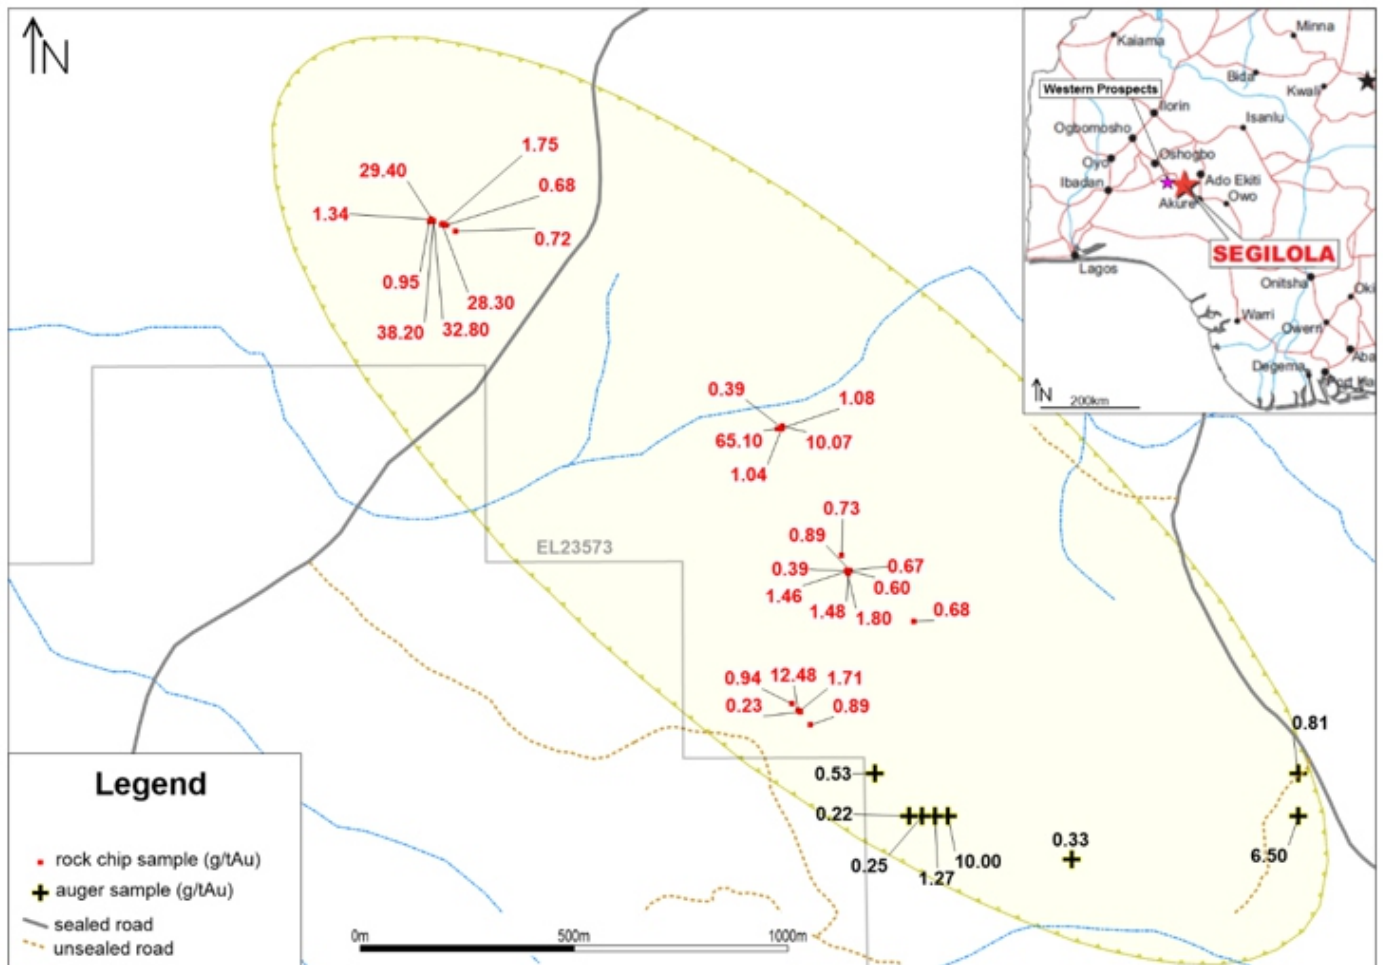 N
Minna
Kaiama
Bida
Kwali
Western Prospects
Ilorin
Isanlu
Ogbomosho
Oyo
Oshogbo
Ibadan
Ado Ekiti
Owo
Akure
SEGILOLA
Lagos
Onitsha
Oki
Warri
Owerri
Aba
Degema
N
200km
1.75
29.40
0.68
1.34
0.72
0.95
28.30
38.20
32.80
0.39
1.08
65.10
10.07
1.04
0.73
0.89
EL23573
0.39
0.67
0.60
1.46
1.48
1.80
0.68
0.94
12.48
1.71
0.23
0.89
0.81
0.53
0.22
0.33
0.25
10.00
6.50
1.27
Legend
rock chip sample (g/tAu)
auger sample (g/tAu)
sealed road
unsealed road
0m
500m
1000m